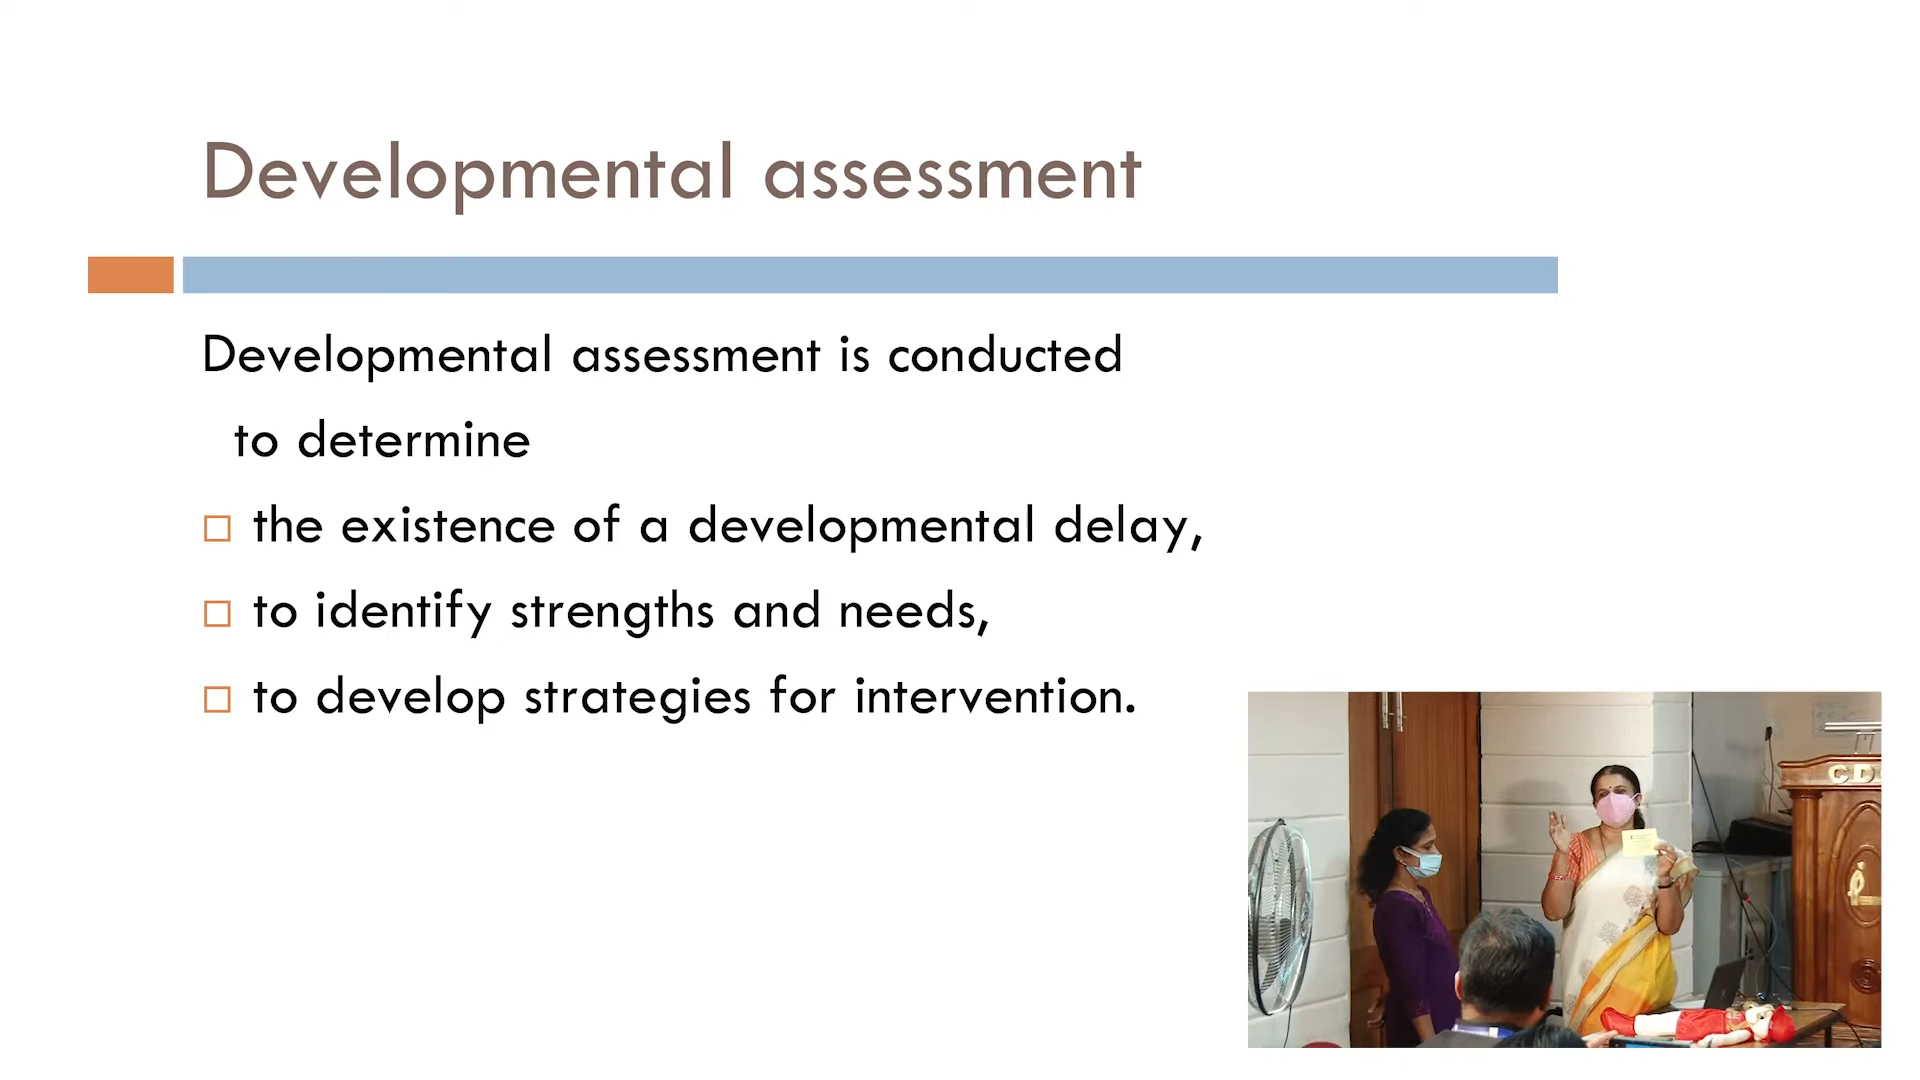 Developmental assessment
Developmental assessment is conducted
to determine
the existence of a developmental delay,
to identify strengths and needs,
to develop strategies for intervention.
CD